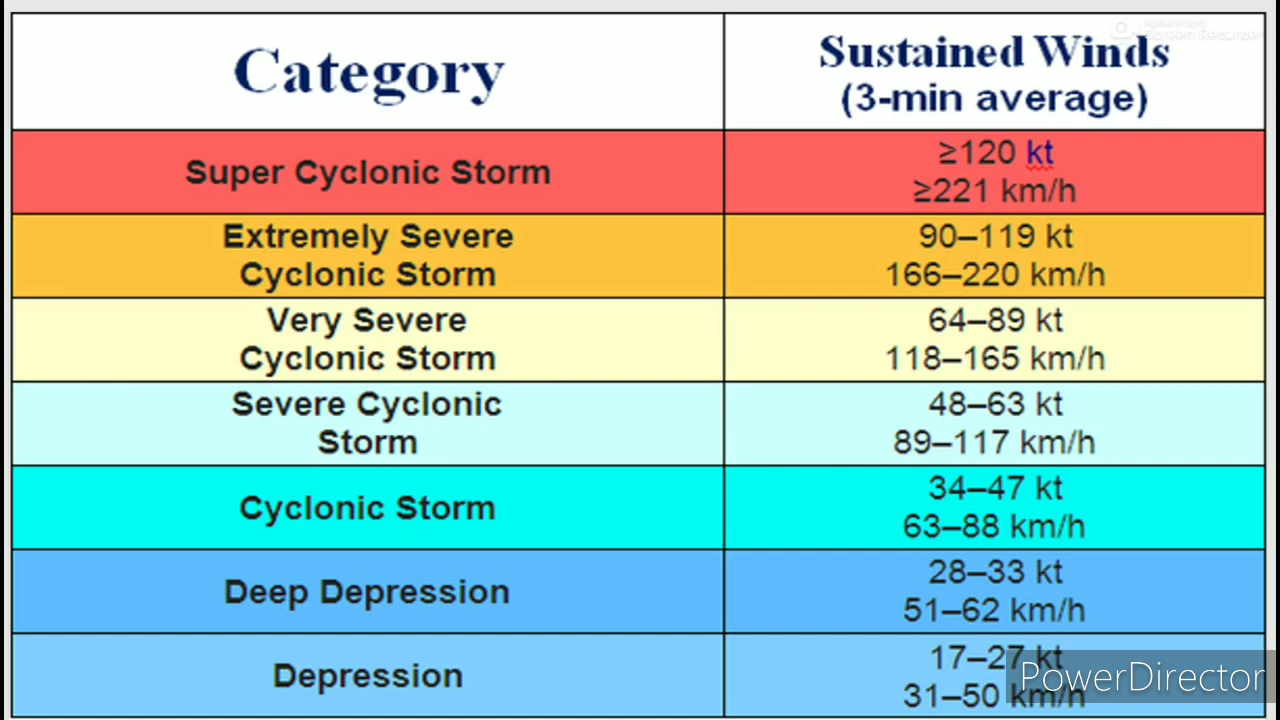 Category
Sustained Winds
(3-min average)
Screen Recorder
Super Cyclonic Storm
≥120 kt
≥221 km/h
Extremely Severe
Cyclonic Storm
90–119 kt
166–220 km/h
Very Severe
Cyclonic Storm
64–89 kt
118–165 km/h
Severe Cyclonic
Storm
48–63 kt
89–117 km/h
Cyclonic Storm
34–47 kt
63–88 km/h
Deep Depression
28–33 kt
51–62 km/h
Depression
17–27 kt
31–50 km/h
PowerDirector